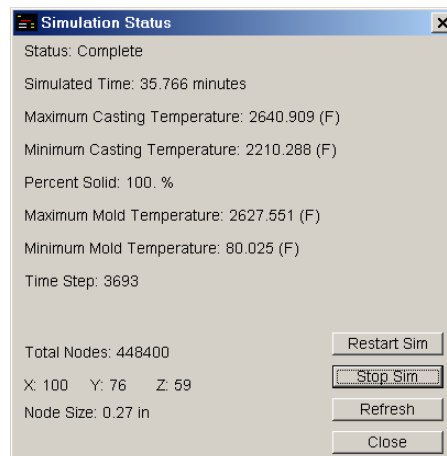 Simulation Status
Status: Complete
Simulated Time: 35.766 minutes
Maximum Casting Temperature: 2640.909 (F)
Minimum Casting Temperature: 2210.288 (F)
Percent Solid: 100. %
Maximum Mold Temperature: 2627.551 (F)
Minimum Mold Temperature: 80.025 (F)
Time Step: 3693
Restart Sim
Total Nodes: 448400
Stop Sim
X: 100 Y: 76 Z: 59
Refresh
Node Size: 0.27 in
Close